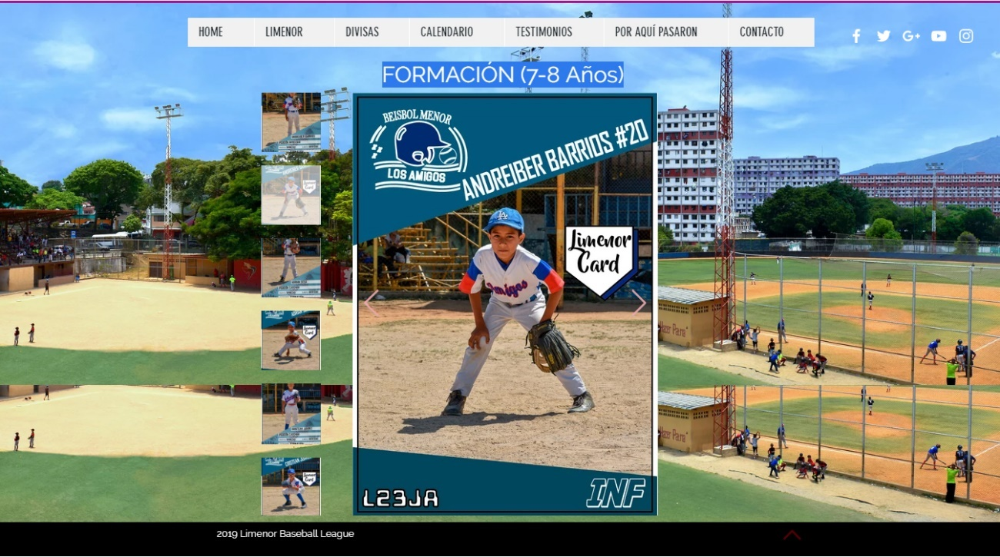 HOME LIMENOR DIVISAS CALENDARIO TESTIMONIOS POR AQUÍ PASARON CONTACTO
FORMACIÓN (7-8 Años)
BEISBOL MENOR
LOS AMIGOS
ANDREIBER BARRIOS #20
LA
Limenor
Card
Amigos
L23JA
INF
2019 Limenor Baseball League